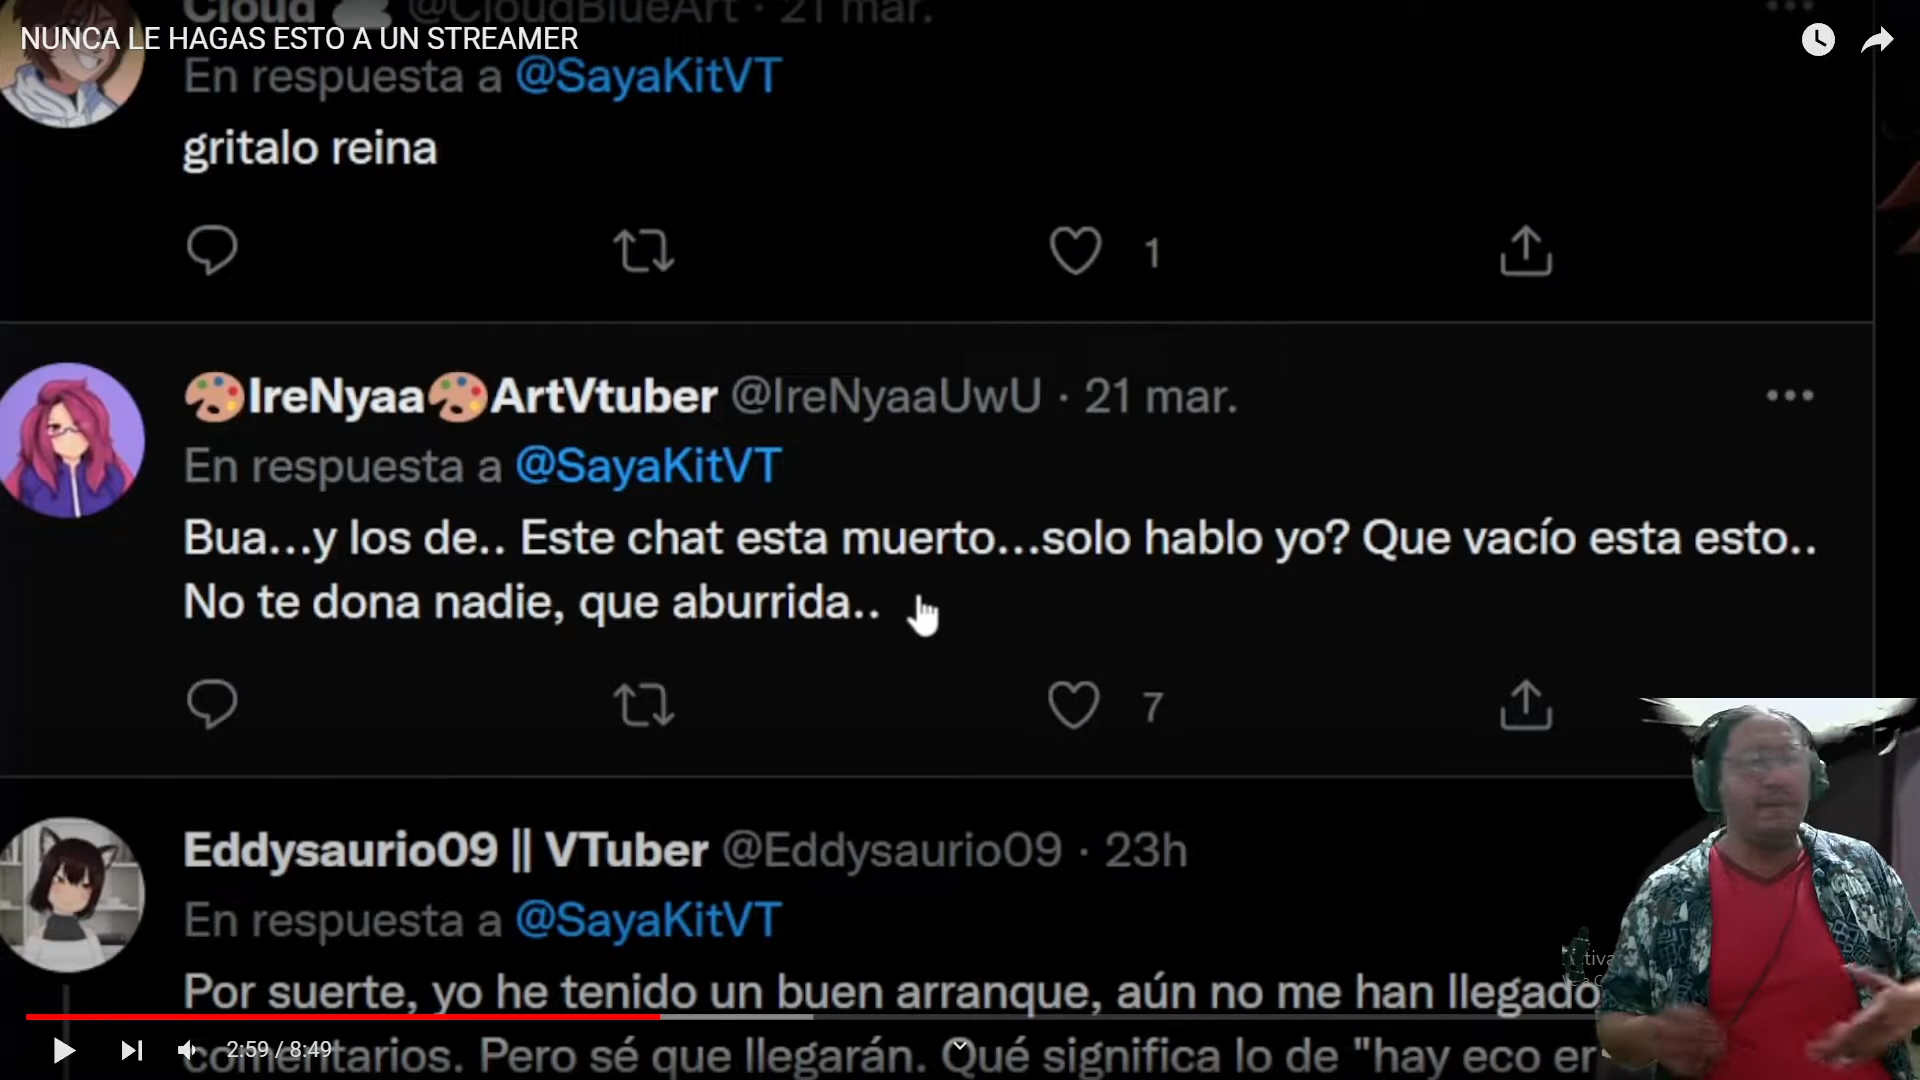 Cloud @CloudBlueArt · 21 mar.
NUNCA LE HAGAS ESTO A UN STREAMER
En respuesta a @SayaKitVT
gritalo reina
1
IreNyaa ArtVtuber @IreNyaaUwU · 21 mar.
En respuesta a @SayaKitVT
Bua...y los de.. Este chat esta muerto...solo hablo yo? Que vacío esta esto..
No te dona nadie, que aburrida..
7
Eddysaurio09 || VTuber @Eddysaurio09 · 23h
En respuesta a @SayaKitVT
Por suerte, yo he tenido un buen arranque, aún no me han llegado
comentarios. Pero sé que llegarán. Qué significa lo de "hay eco en
2:59 / 8:49